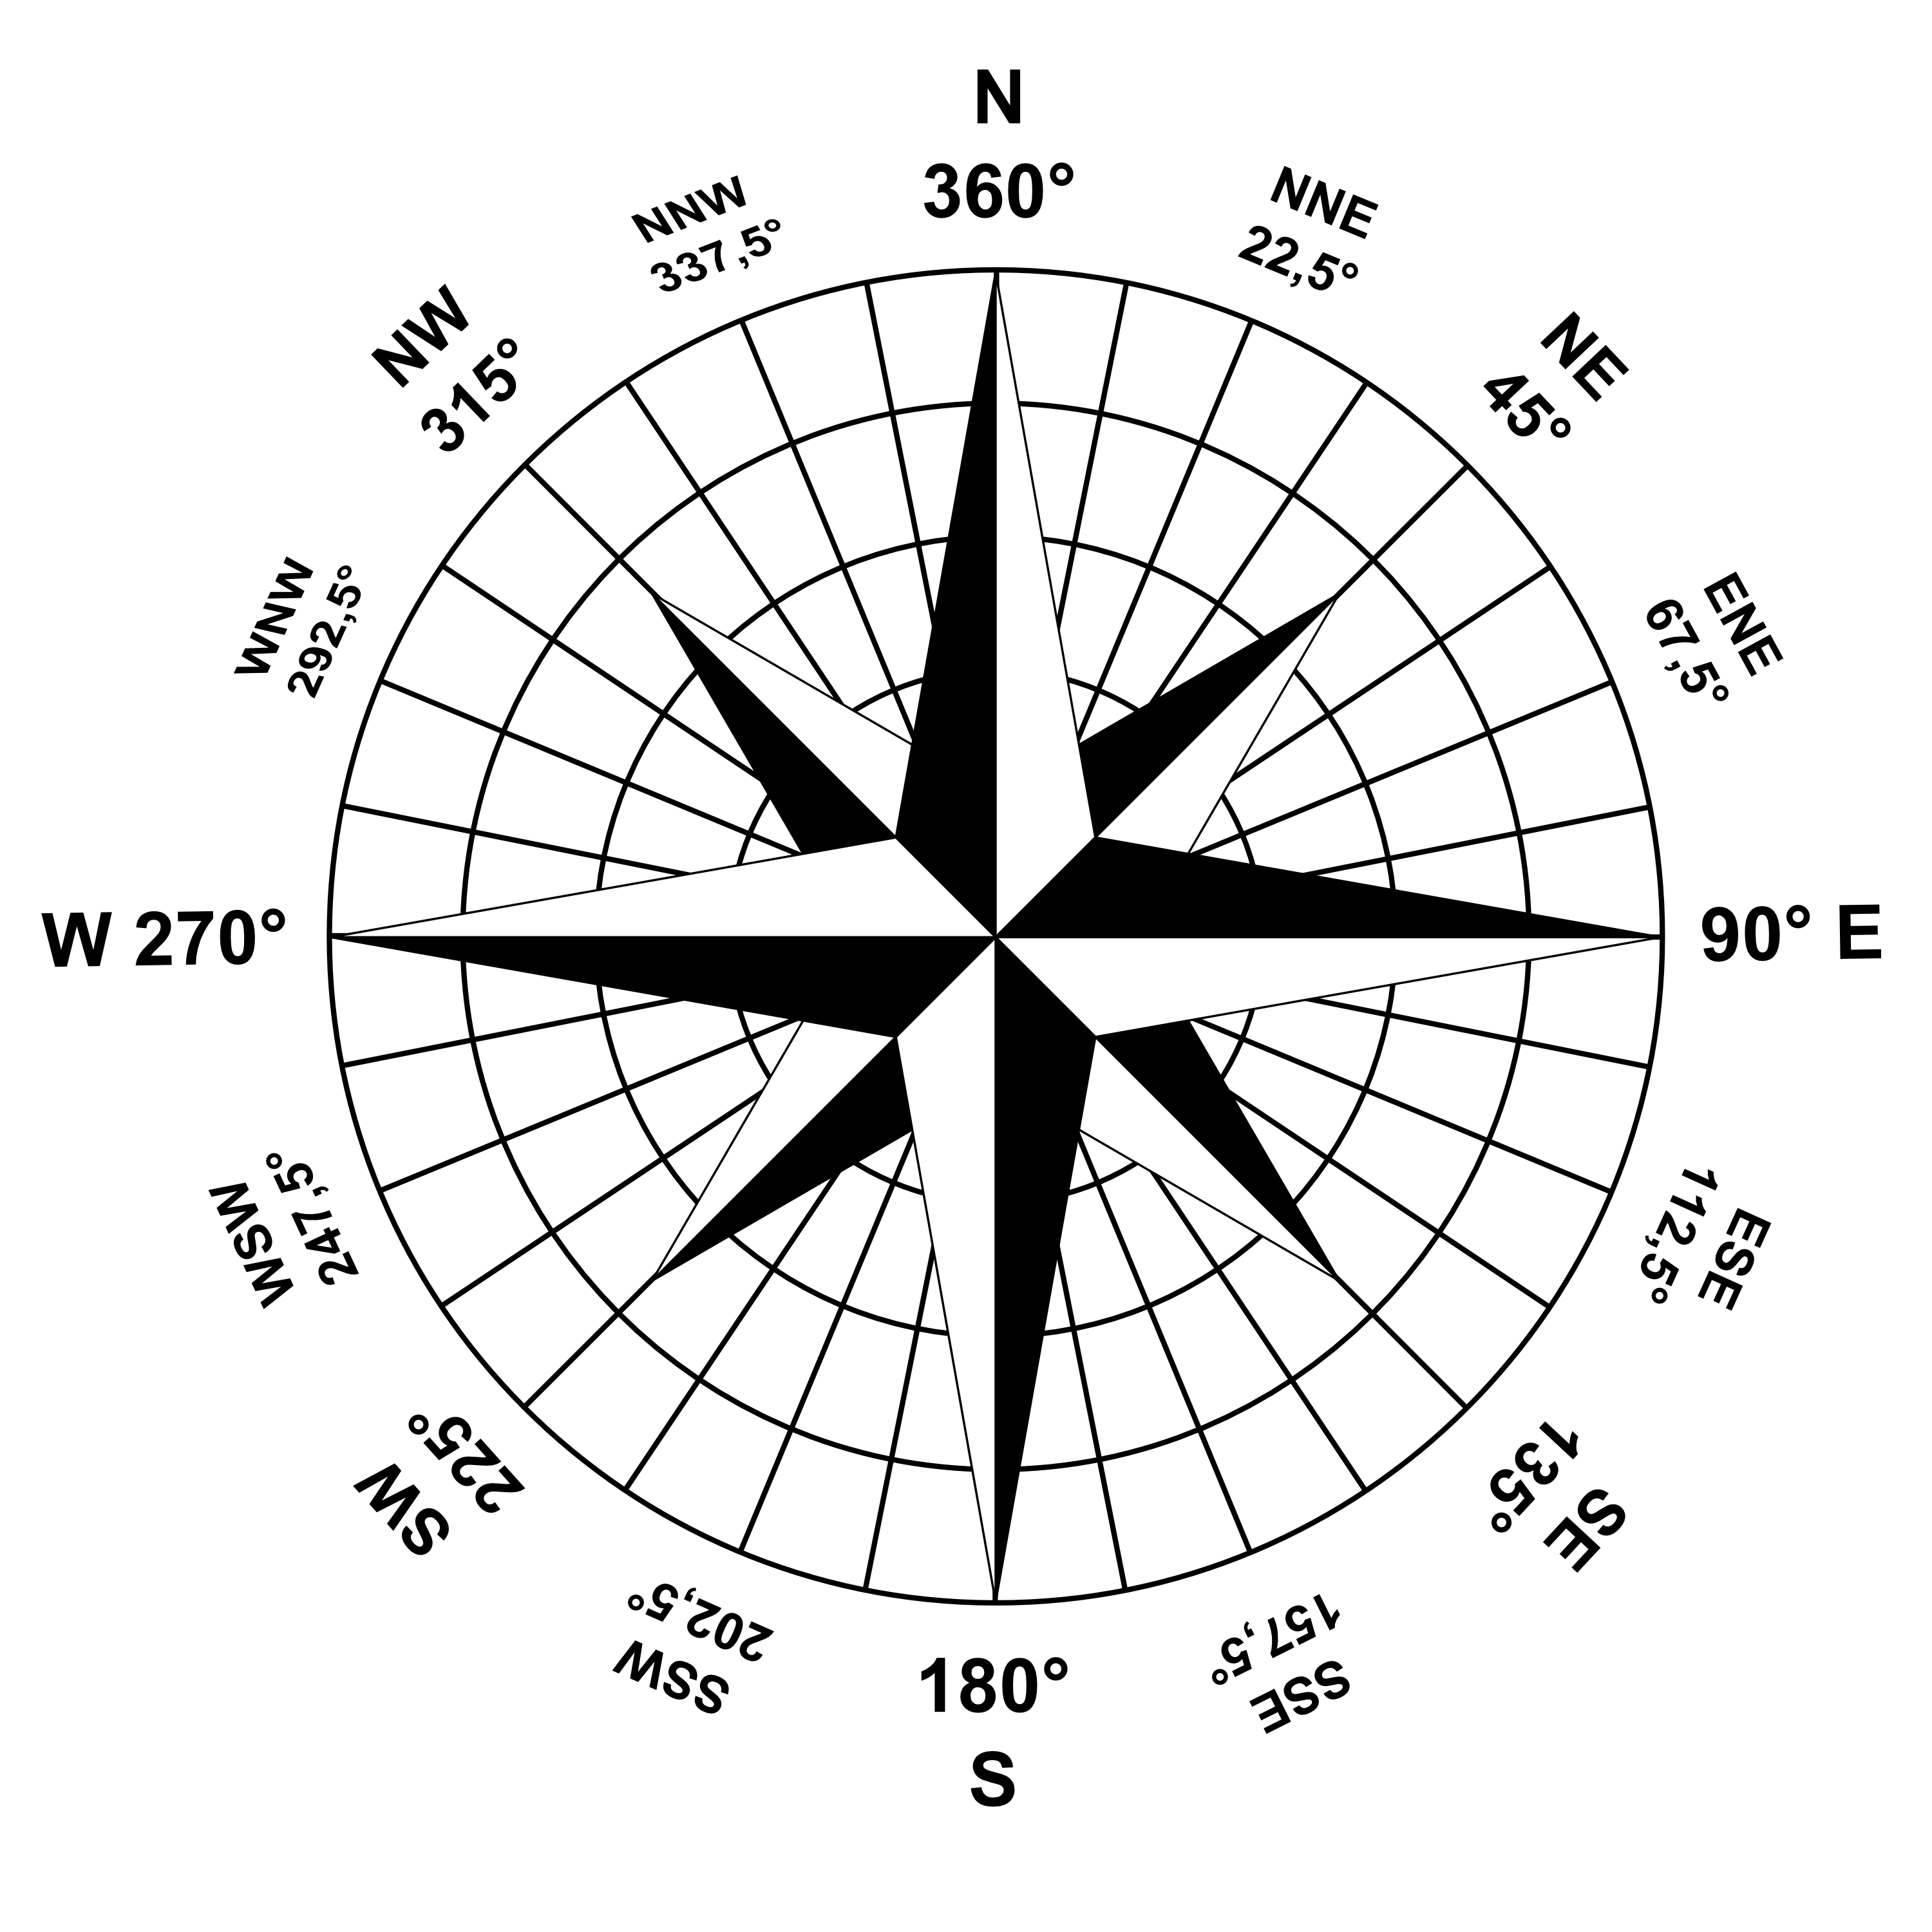 N
360°
NNE
22,5°
NE
45°
ENE
67,5°
90° E
ESE
112,5°
SE
135°
SSE
157,5°
180°
S
SSW
202,5°
SW
225°
WSW
247,5°
W 270°
WNW
292,5°
NW
315°
NNW
337,5°